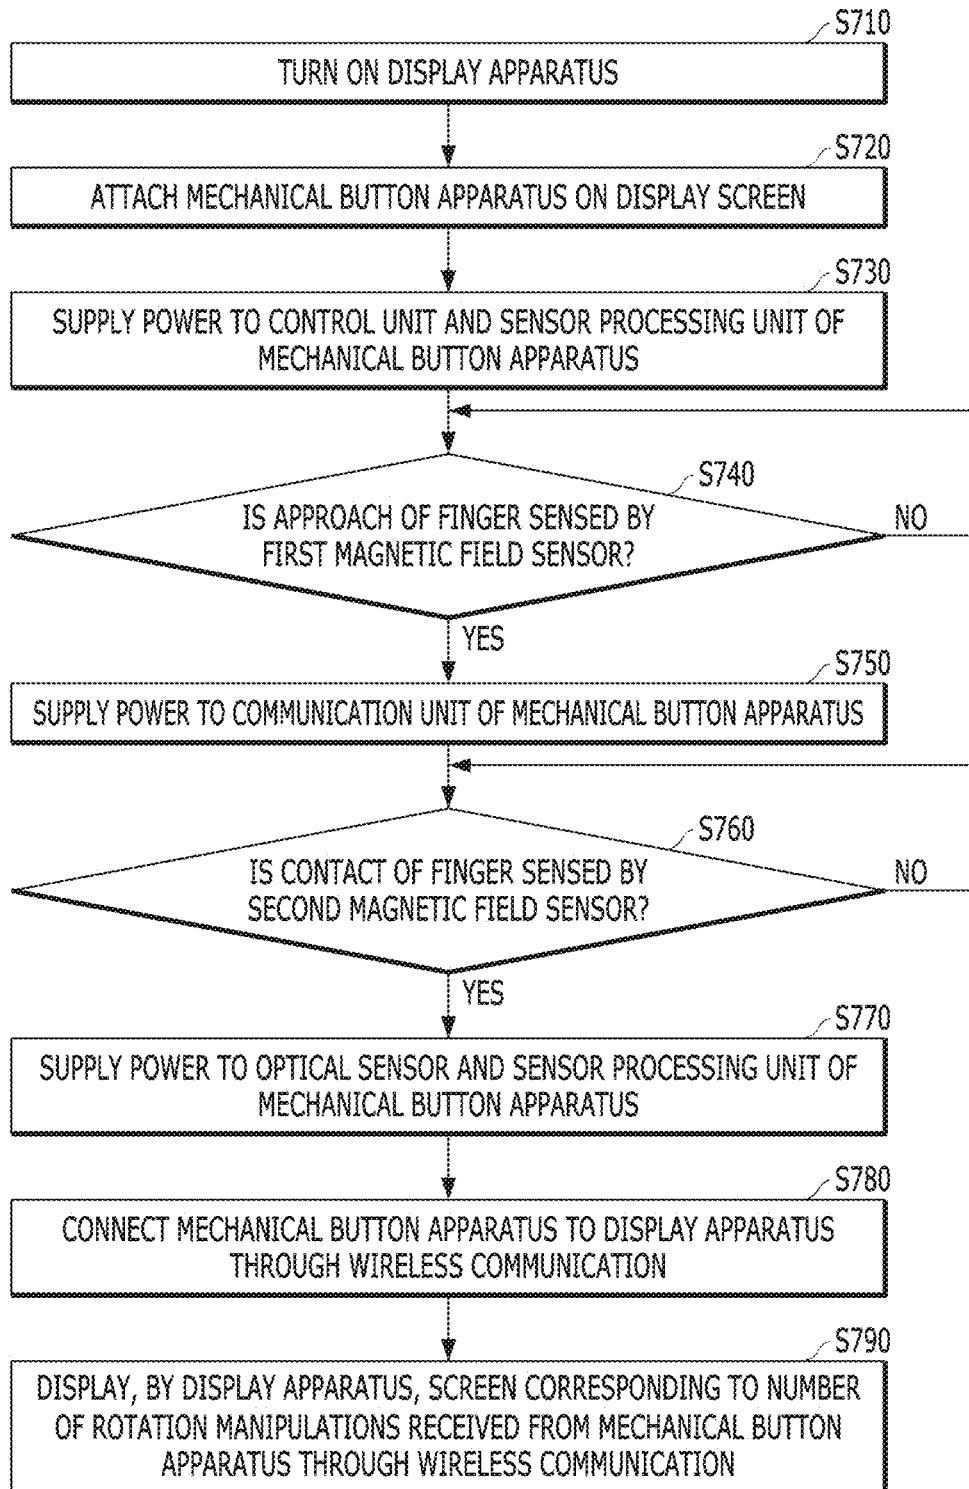 S710
TURN ON DISPLAY APPARATUS
S720
ATTACH MECHANICAL BUTTON APPARATUS ON DISPLAY SCREEN
S730
SUPPLY POWER TO CONTROL UNIT AND SENSOR PROCESSING UNIT OF
MECHANICAL BUTTON APPARATUS
S740
IS APPROACH OF FINGER SENSED BY
FIRST MAGNETIC FIELD SENSOR?
NO
YES
S750
SUPPLY POWER TO COMMUNICATION UNIT OF MECHANICAL BUTTON APPARATUS
S760
IS CONTACT OF FINGER SENSED BY
SECOND MAGNETIC FIELD SENSOR?
NO
YES
S770
SUPPLY POWER TO OPTICAL SENSOR AND SENSOR PROCESSING UNIT OF
MECHANICAL BUTTON APPARATUS
S780
CONNECT MECHANICAL BUTTON APPARATUS TO DISPLAY APPARATUS
THROUGH WIRELESS COMMUNICATION
S790
DISPLAY, BY DISPLAY APPARATUS, SCREEN CORRESPONDING TO NUMBER
OF ROTATION MANIPULATIONS RECEIVED FROM MECHANICAL BUTTON
APPARATUS THROUGH WIRELESS COMMUNICATION